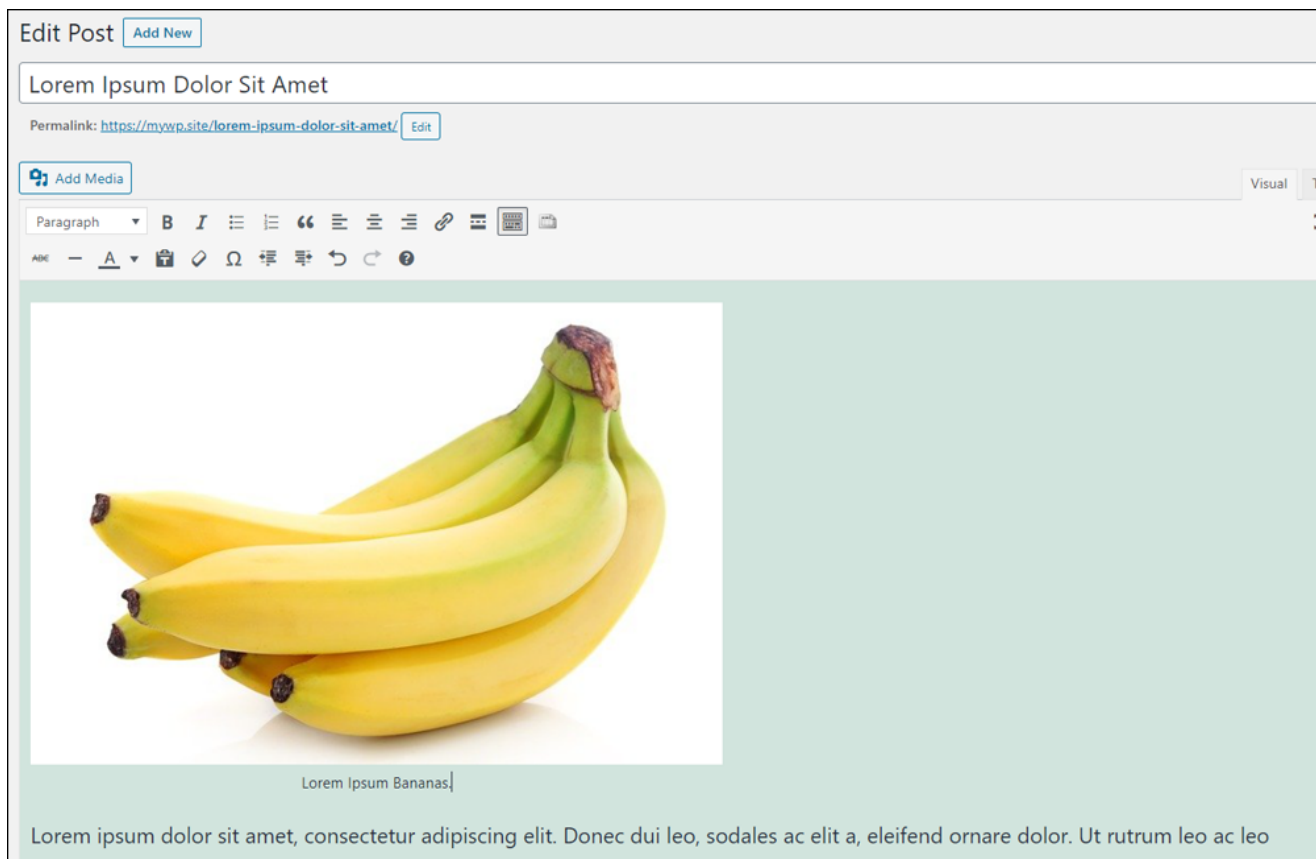 Edit Post Add New
Lorem Ipsum Dolor Sit Amet
Permalink: https://mywp.site/lorem-ipsum-dolor-sit-amet/ Edit
Add Media
Visual
Paragraph B I
ABC A Ω
Lorem Ipsum Bananas.
Lorem ipsum dolor sit amet, consectetur adipiscing elit. Donec dui leo, sodales ac elit a, eleifend ornare dolor. Ut rutrum leo ac leo